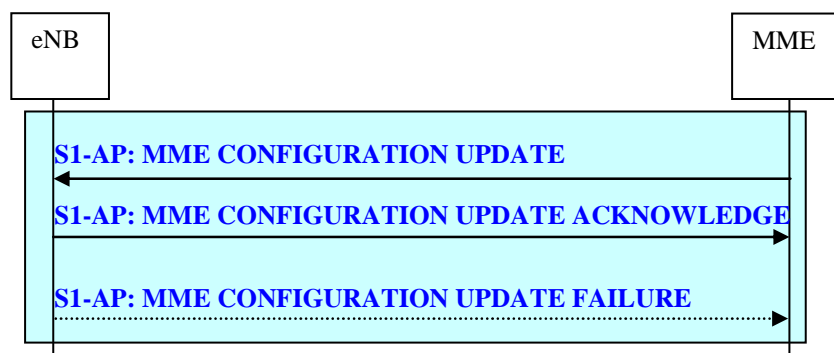 eNB
MME
S1-AP: MME CONFIGURATION UPDATE
S1-AP: MME CONFIGURATION UPDATE ACKNOWLEDGE
S1-AP: MME CONFIGURATION UPDATE FAILURE